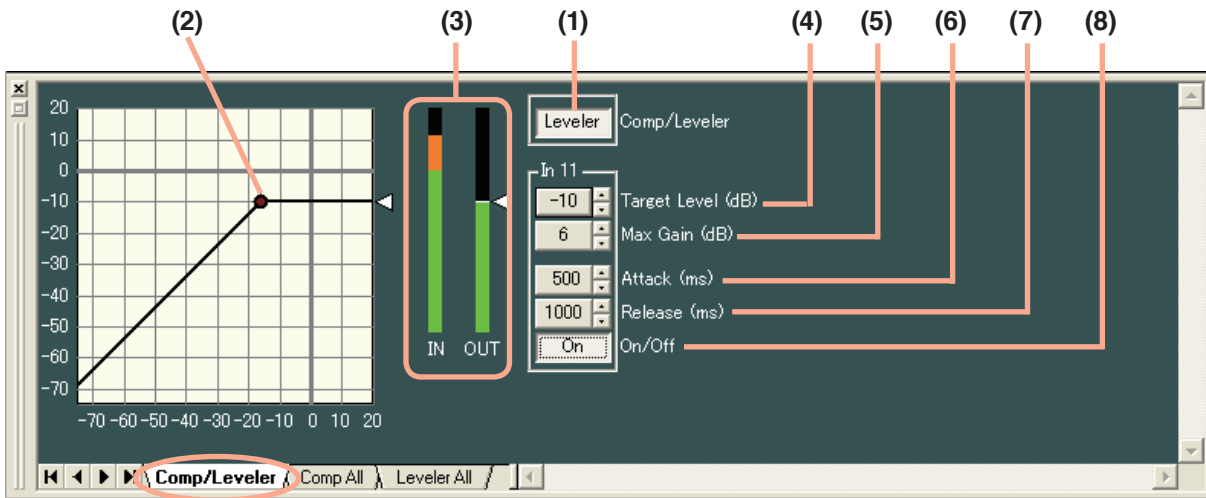 (2) (3) (1) (4) (5) (6) (7) (8)
20
10
0
-10
-20
-30
-40
-50
-60
-70
-70 -60 -50 -40 -30 -20 -10 0 10 20
IN OUT
Leveler Comp/Leveler
In 11
-10 Target Level (dB)
6 Max Gain (dB)
500 Attack (ms)
1000 Release (ms)
On On/Off
Comp/Leveler Comp All Leveler All